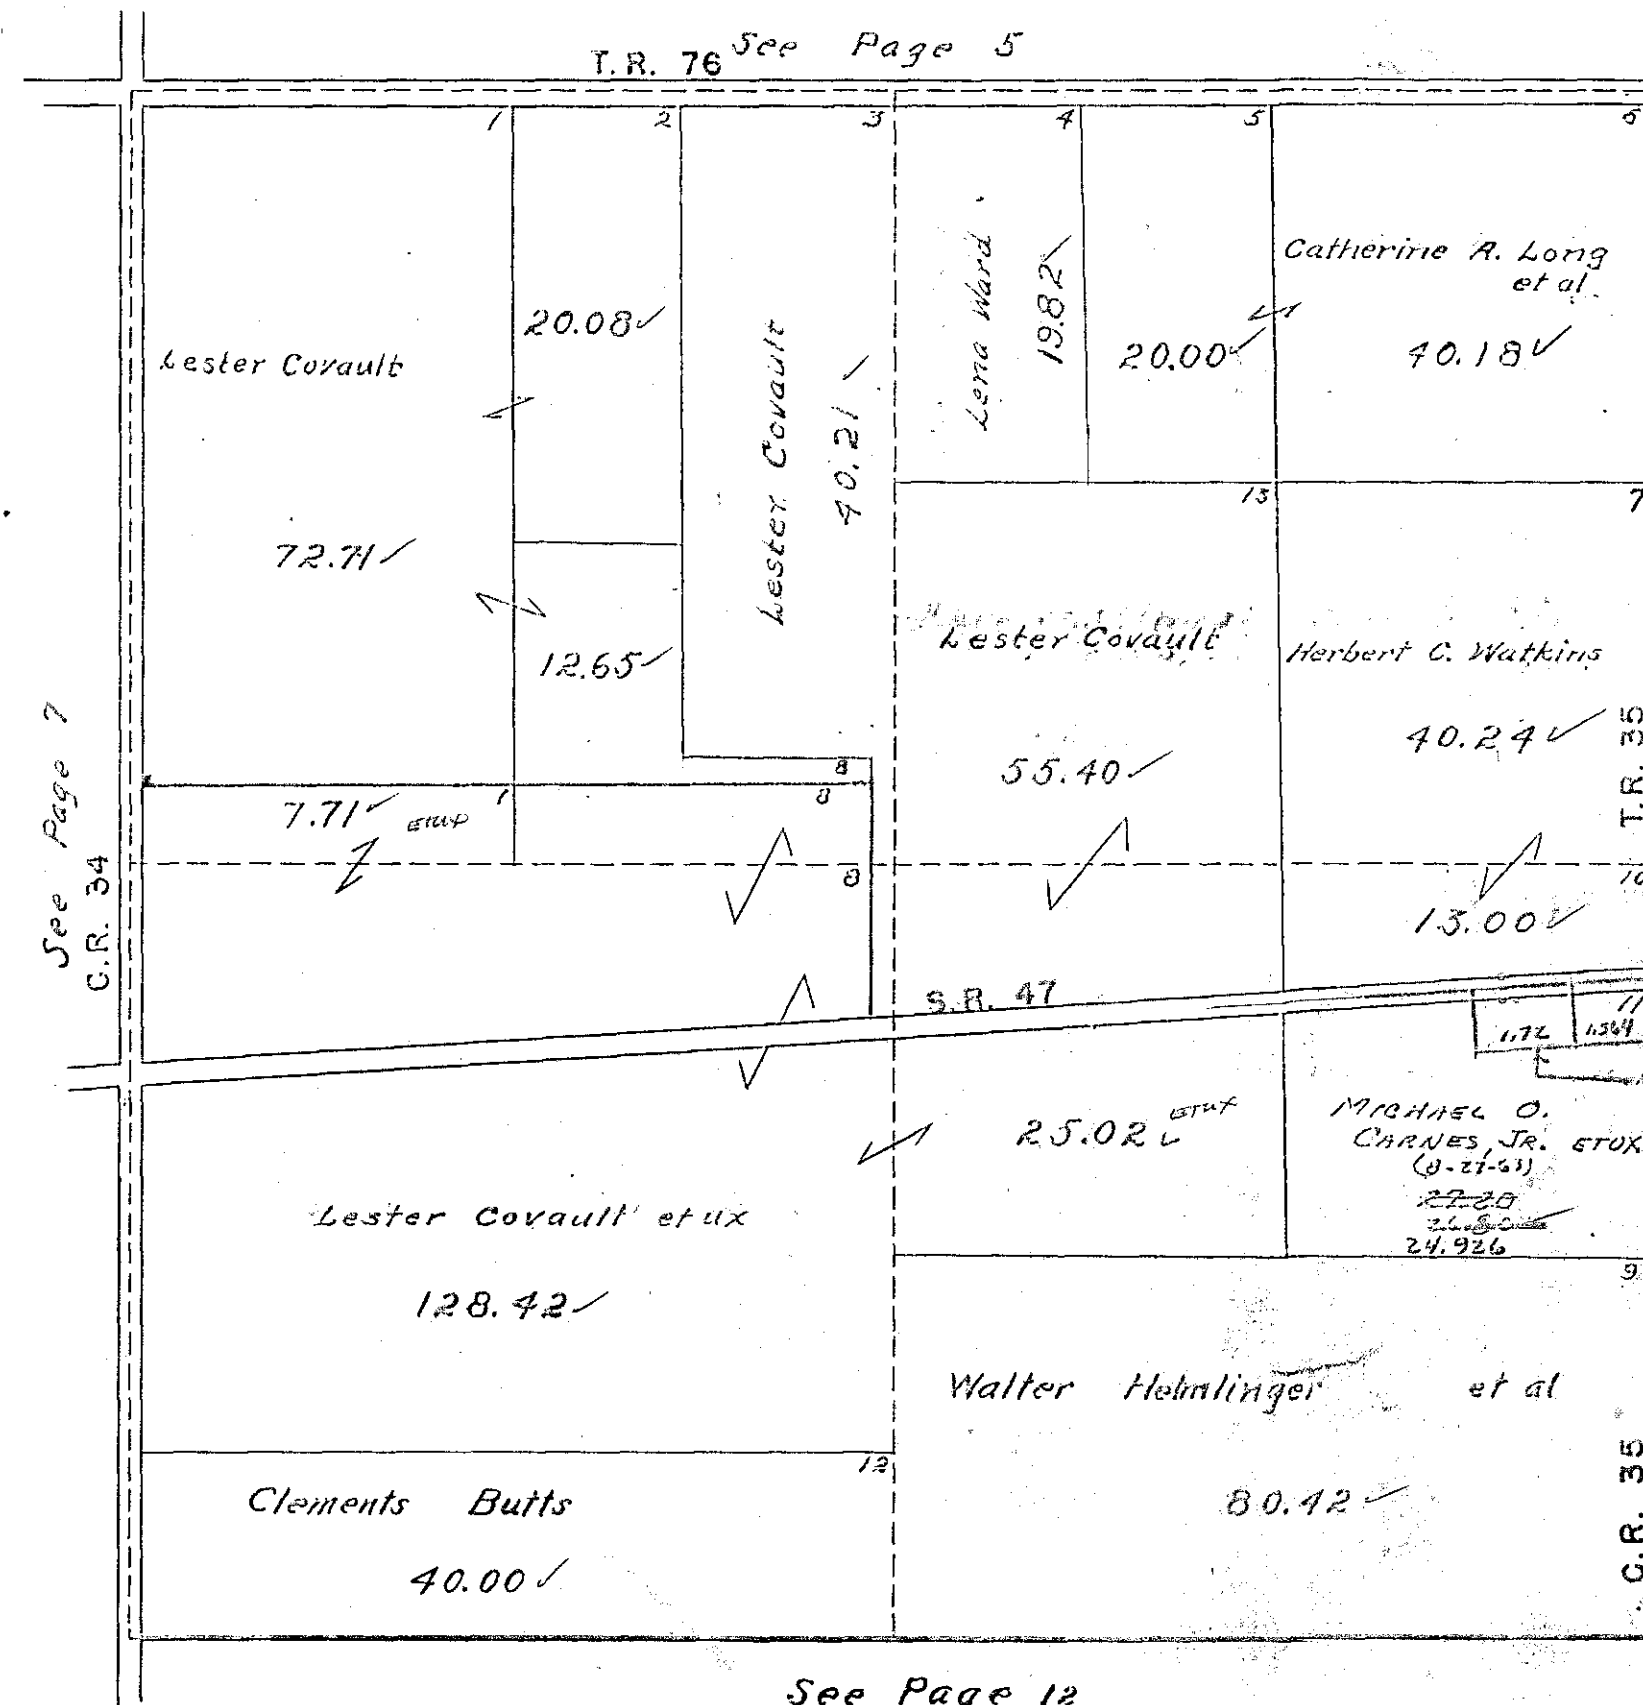 See Page 5
T.R. 76
1
2
3
4
5
6
Lester Covault
72.71
20.08
12.65
Lester Covault
40.21
Lena Ward
19.82
20.00
Catherine A. Long
et al.
40.18
13
7
Lester Covault
55.40
Herbert C. Watkins
40.24
T.R. 35
See Page 7
C.R. 34
8
1
8
7.71
ETUX
8
10
13.00
S.R. 47
11
1.72
1.564
25.02
ETUX
MICHAEL O.
CARNES, JR. ETUX
27.20
24.926
Lester Covault et ux
128.42
9
Walter Helmlinger et al
80.42
C.R. 35
12
Clements Butts
40.00
See Page 12